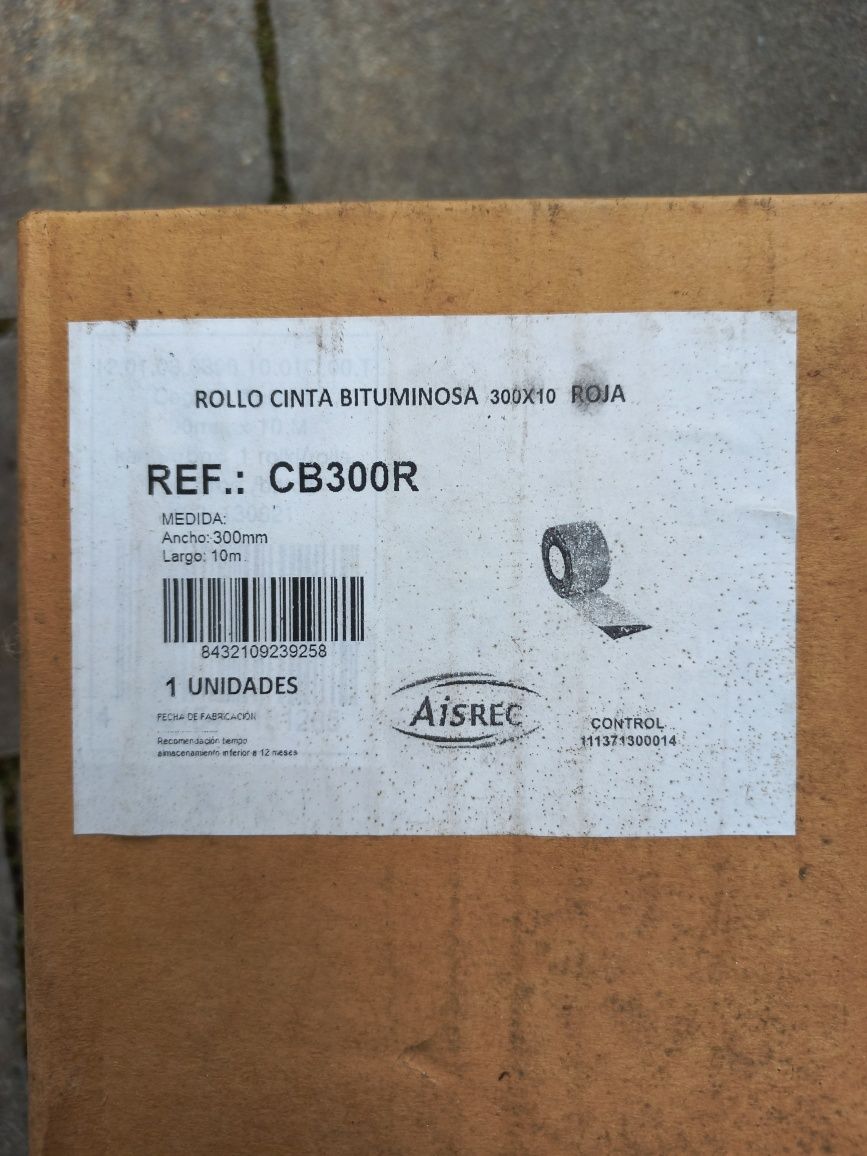 ROLLO CINTA BITUMINOSA 300X10 ROJA
REF.: CB300R
MEDIDA:
Ancho: 300mm
Largo: 10m
8432109239258
1 UNIDADES
FECHA DE FABRICACIÓN
Recomendación tiempo
almacenamiento inferior a 12 meses
AISREC
CONTROL
111371300014